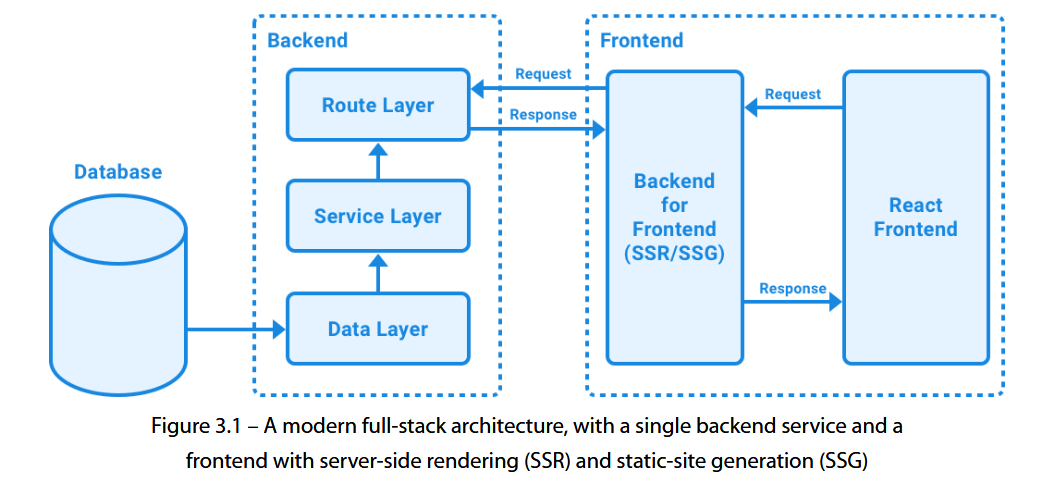 Backend
Frontend
Route Layer
Request
Response
Request
Database
Service Layer
Backend
for
Frontend
(SSR/SSG)
React
Frontend
Data Layer
Response
Figure 3.1 – A modern full-stack architecture, with a single backend service and a
frontend with server-side rendering (SSR) and static-site generation (SSG)